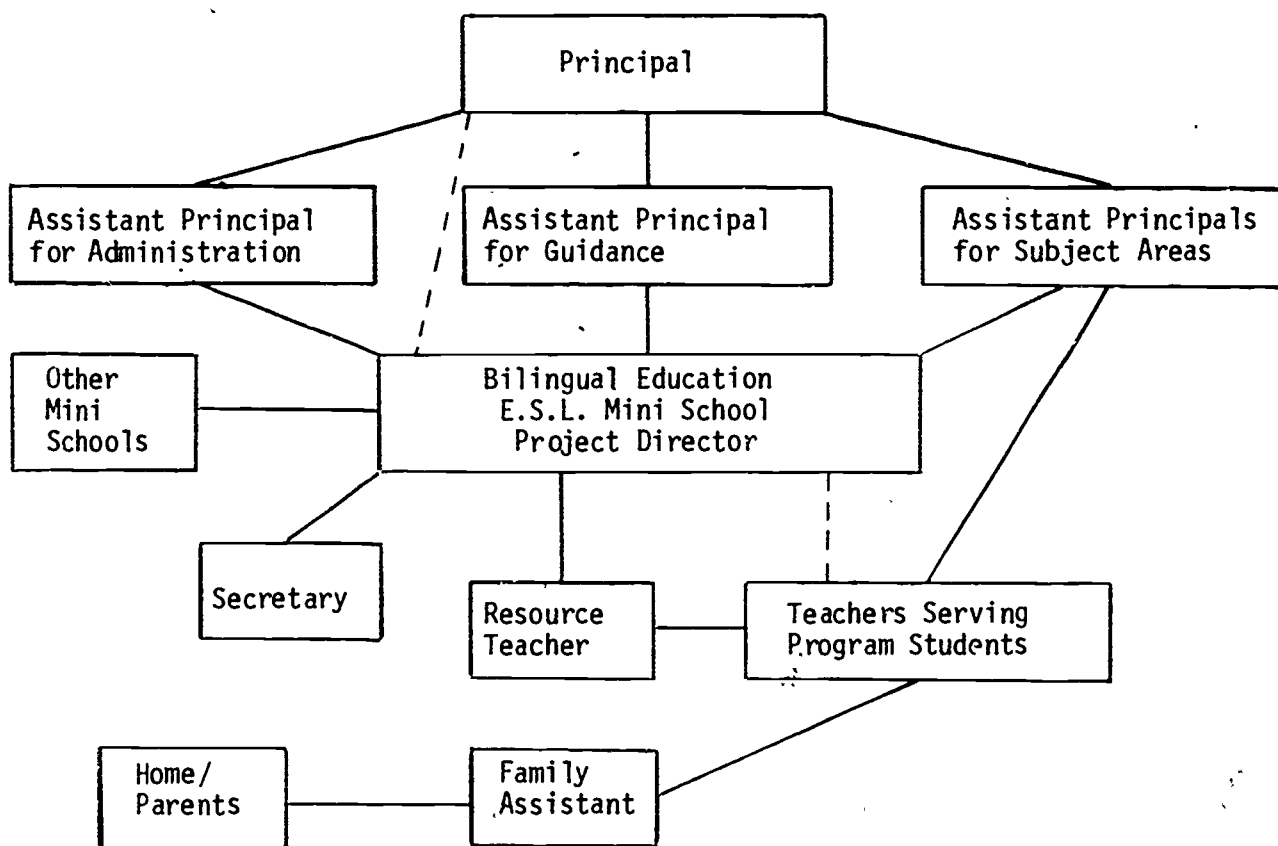 Principal
Assistant Principal
for Administration
Assistant Principal
for Guidance
Assistant Principals
for Subject Areas
Other
Mini
Schools
Bilingual Education
E.S.L. Mini School
Project Director
Secretary
Resource
Teacher
Teachers Serving
Program Students
Home/
Parents
Family
Assistant